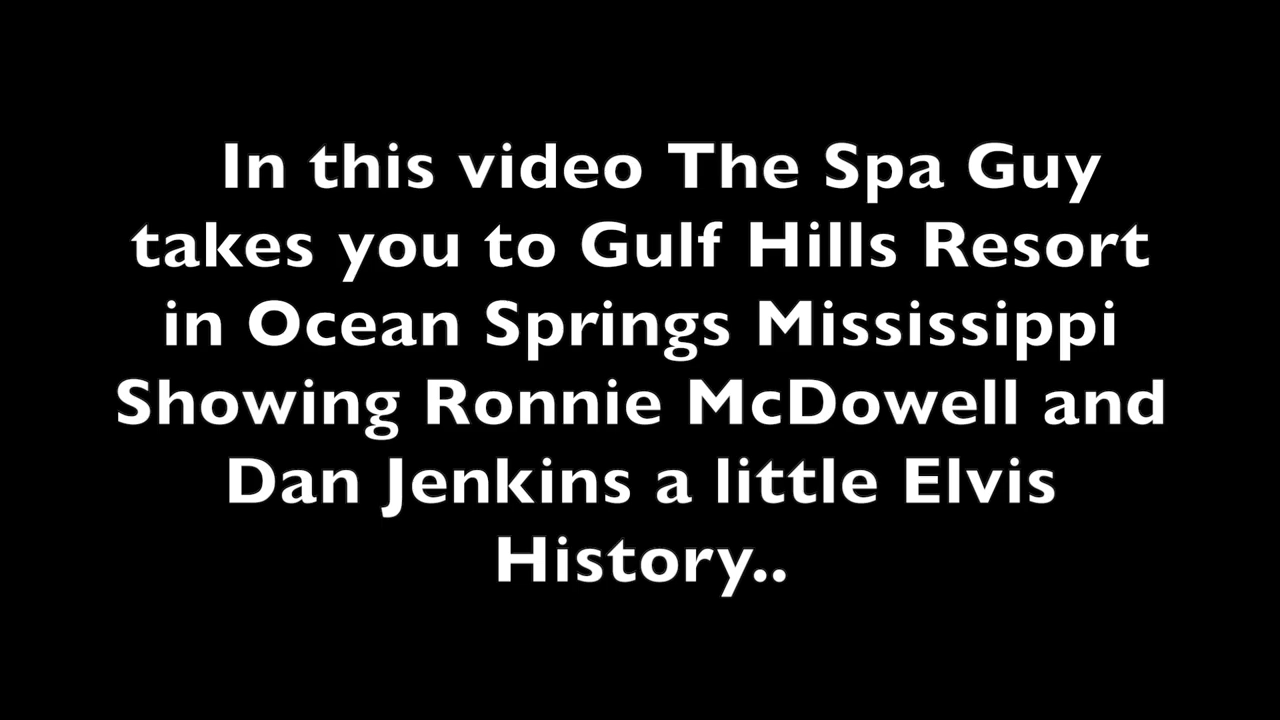 In this video The Spa Guy
takes you to Gulf Hills Resort
in Ocean Springs Mississippi
Showing Ronnie McDowell and
Dan Jenkins a little Elvis
History..